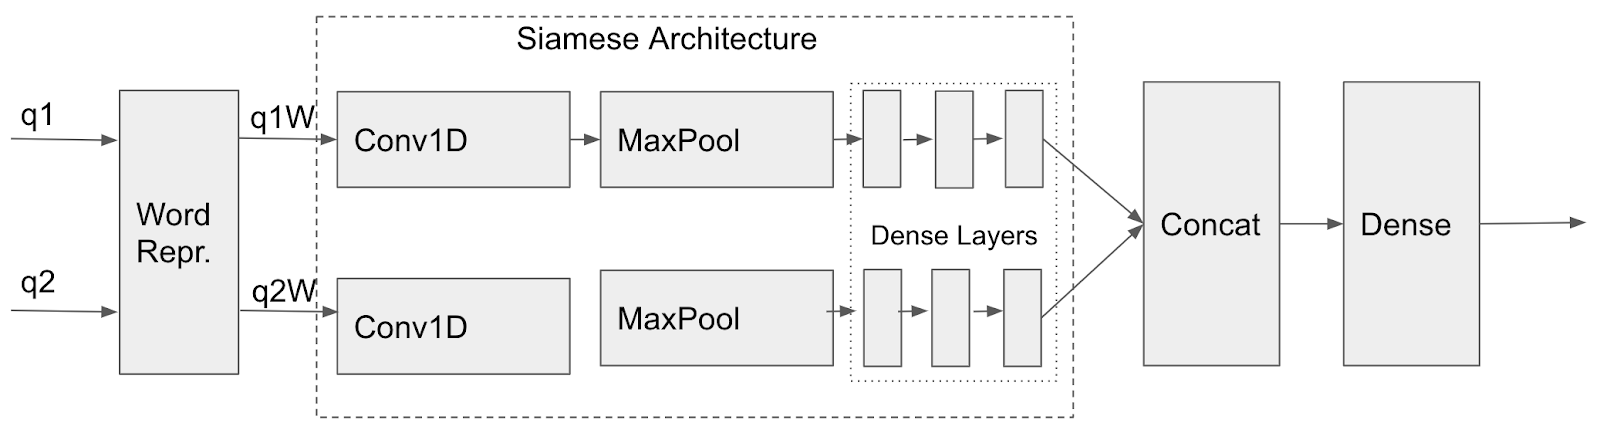 Siamese Architecture
q1
q1W
Conv1D
MaxPool
Word
Repr.
Dense Layers
Concat
Dense
q2
q2W
Conv1D
MaxPool